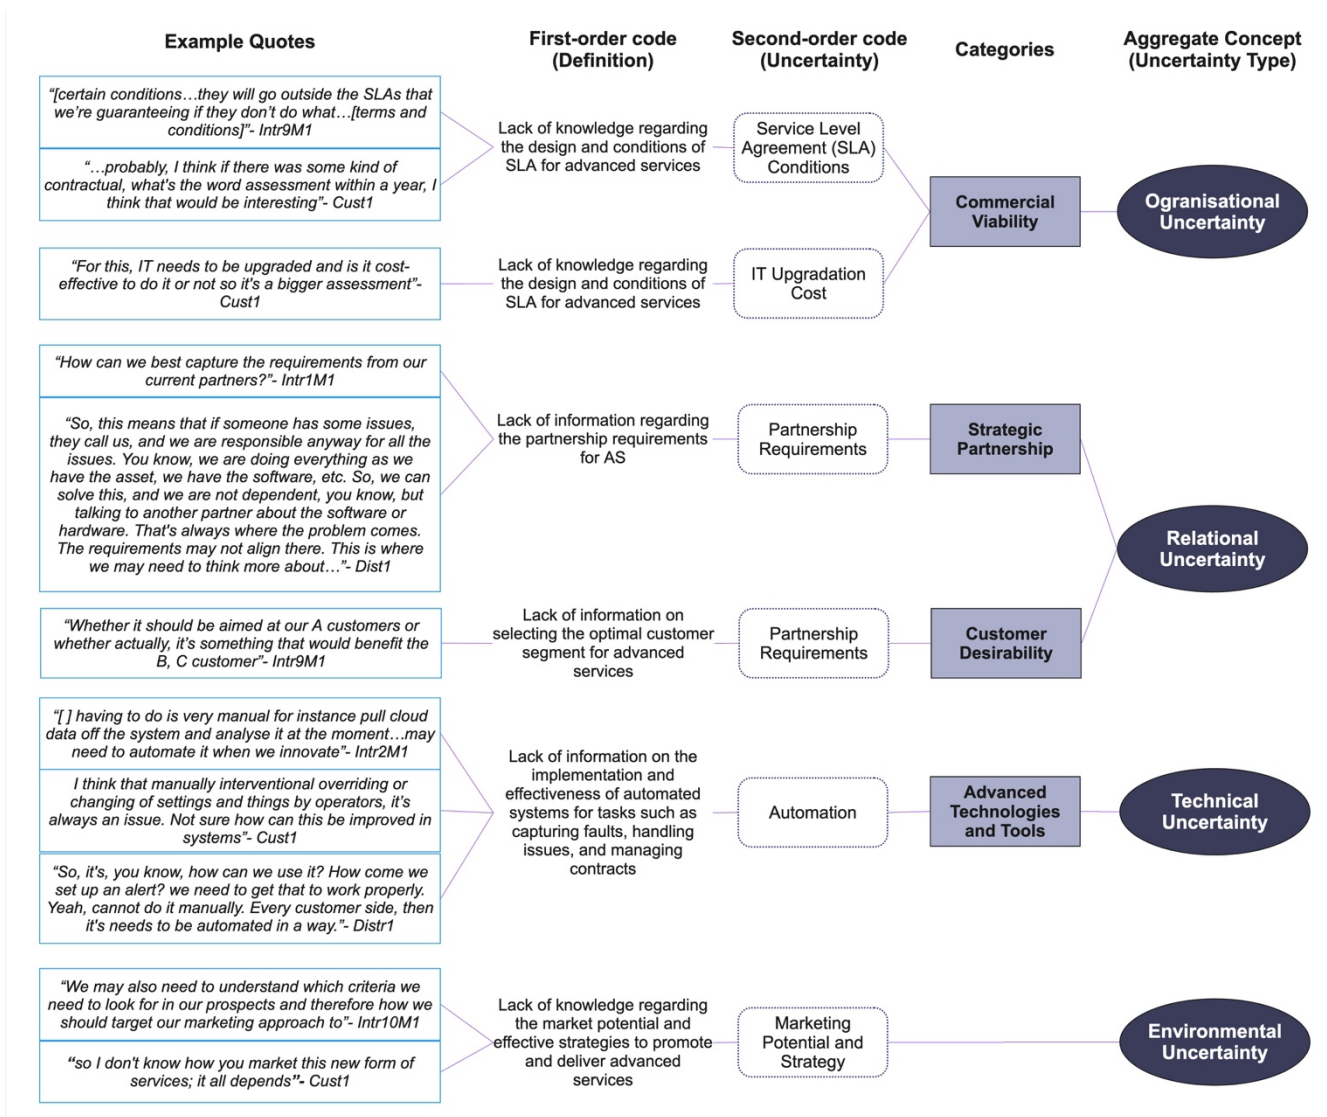 Example Quotes
First-order code
(Definition)
Second-order code
(Uncertainty)
Categories
Aggregate Concept
(Uncertainty Type)
“[certain conditions…they will go outside the SLAs that
we’re guaranteeing if they don’t do what…[terms and
conditions]”- Intr9M1
“…probably, I think if there was some kind of
contractual, what's the word assessment within a year, I
think that would be interesting”- Cust1
Lack of knowledge regarding
the design and conditions of
SLA for advanced services
Service Level
Agreement (SLA)
Conditions
Commercial
Viability
Ogranisational
Uncertainty
“For this, IT needs to be upgraded and is it cost-
effective to do it or not so it's a bigger assessment”-
Cust1
Lack of knowledge regarding
the design and conditions of
SLA for advanced services
IT Upgradation
Cost
“How can we best capture the requirements from our
current partners?”- Intr1M1
“So, this means that if someone has some issues,
they call us, and we are responsible anyway for all the
issues. You know, we are doing everything as we
have the asset, we have the software, etc. So, we can
solve this, and we are not dependent, you know, but
talking to another partner about the software or
hardware. That's always where the problem comes.
The requirements may not align there. This is where
we may need to think more about…”- Dist1
Lack of information regarding
the partnership requirements
for AS
Partnership
Requirements
Strategic
Partnership
Relational
Uncertainty
“Whether it should be aimed at our A customers or
whether actually, it’s something that would benefit the
B, C customer”- Intr9M1
Lack of information on
selecting the optimal customer
segment for advanced
services
Partnership
Requirements
Customer
Desirability
“[ ] having to do is very manual for instance pull cloud
data off the system and analyse it at the moment…may
need to automate it when we innovate”- Intr2M1
I think that manually interventional overriding or
changing of settings and things by operators, it’s
always an issue. Not sure how can this be improved in
systems”- Cust1
“So, it's, you know, how can we use it? How come we
set up an alert? we need to get that to work properly.
Yeah, cannot do it manually. Every customer side, then
it's needs to be automated in a way.”- Distr1
Lack of information on the
implementation and
effectiveness of automated
systems for tasks such as
capturing faults, handling
issues, and managing
contracts
Automation
Advanced
Technologies
and Tools
Technical
Uncertainty
“We may also need to understand which criteria we
need to look for in our prospects and therefore how we
should target our marketing approach to”- Intr10M1
“so I don't know how you market this new form of
services; it all depends”- Cust1
Lack of knowledge regarding
the market potential and
effective strategies to promote
and deliver advanced
services
Marketing
Potential and
Strategy
Environmental
Uncertainty